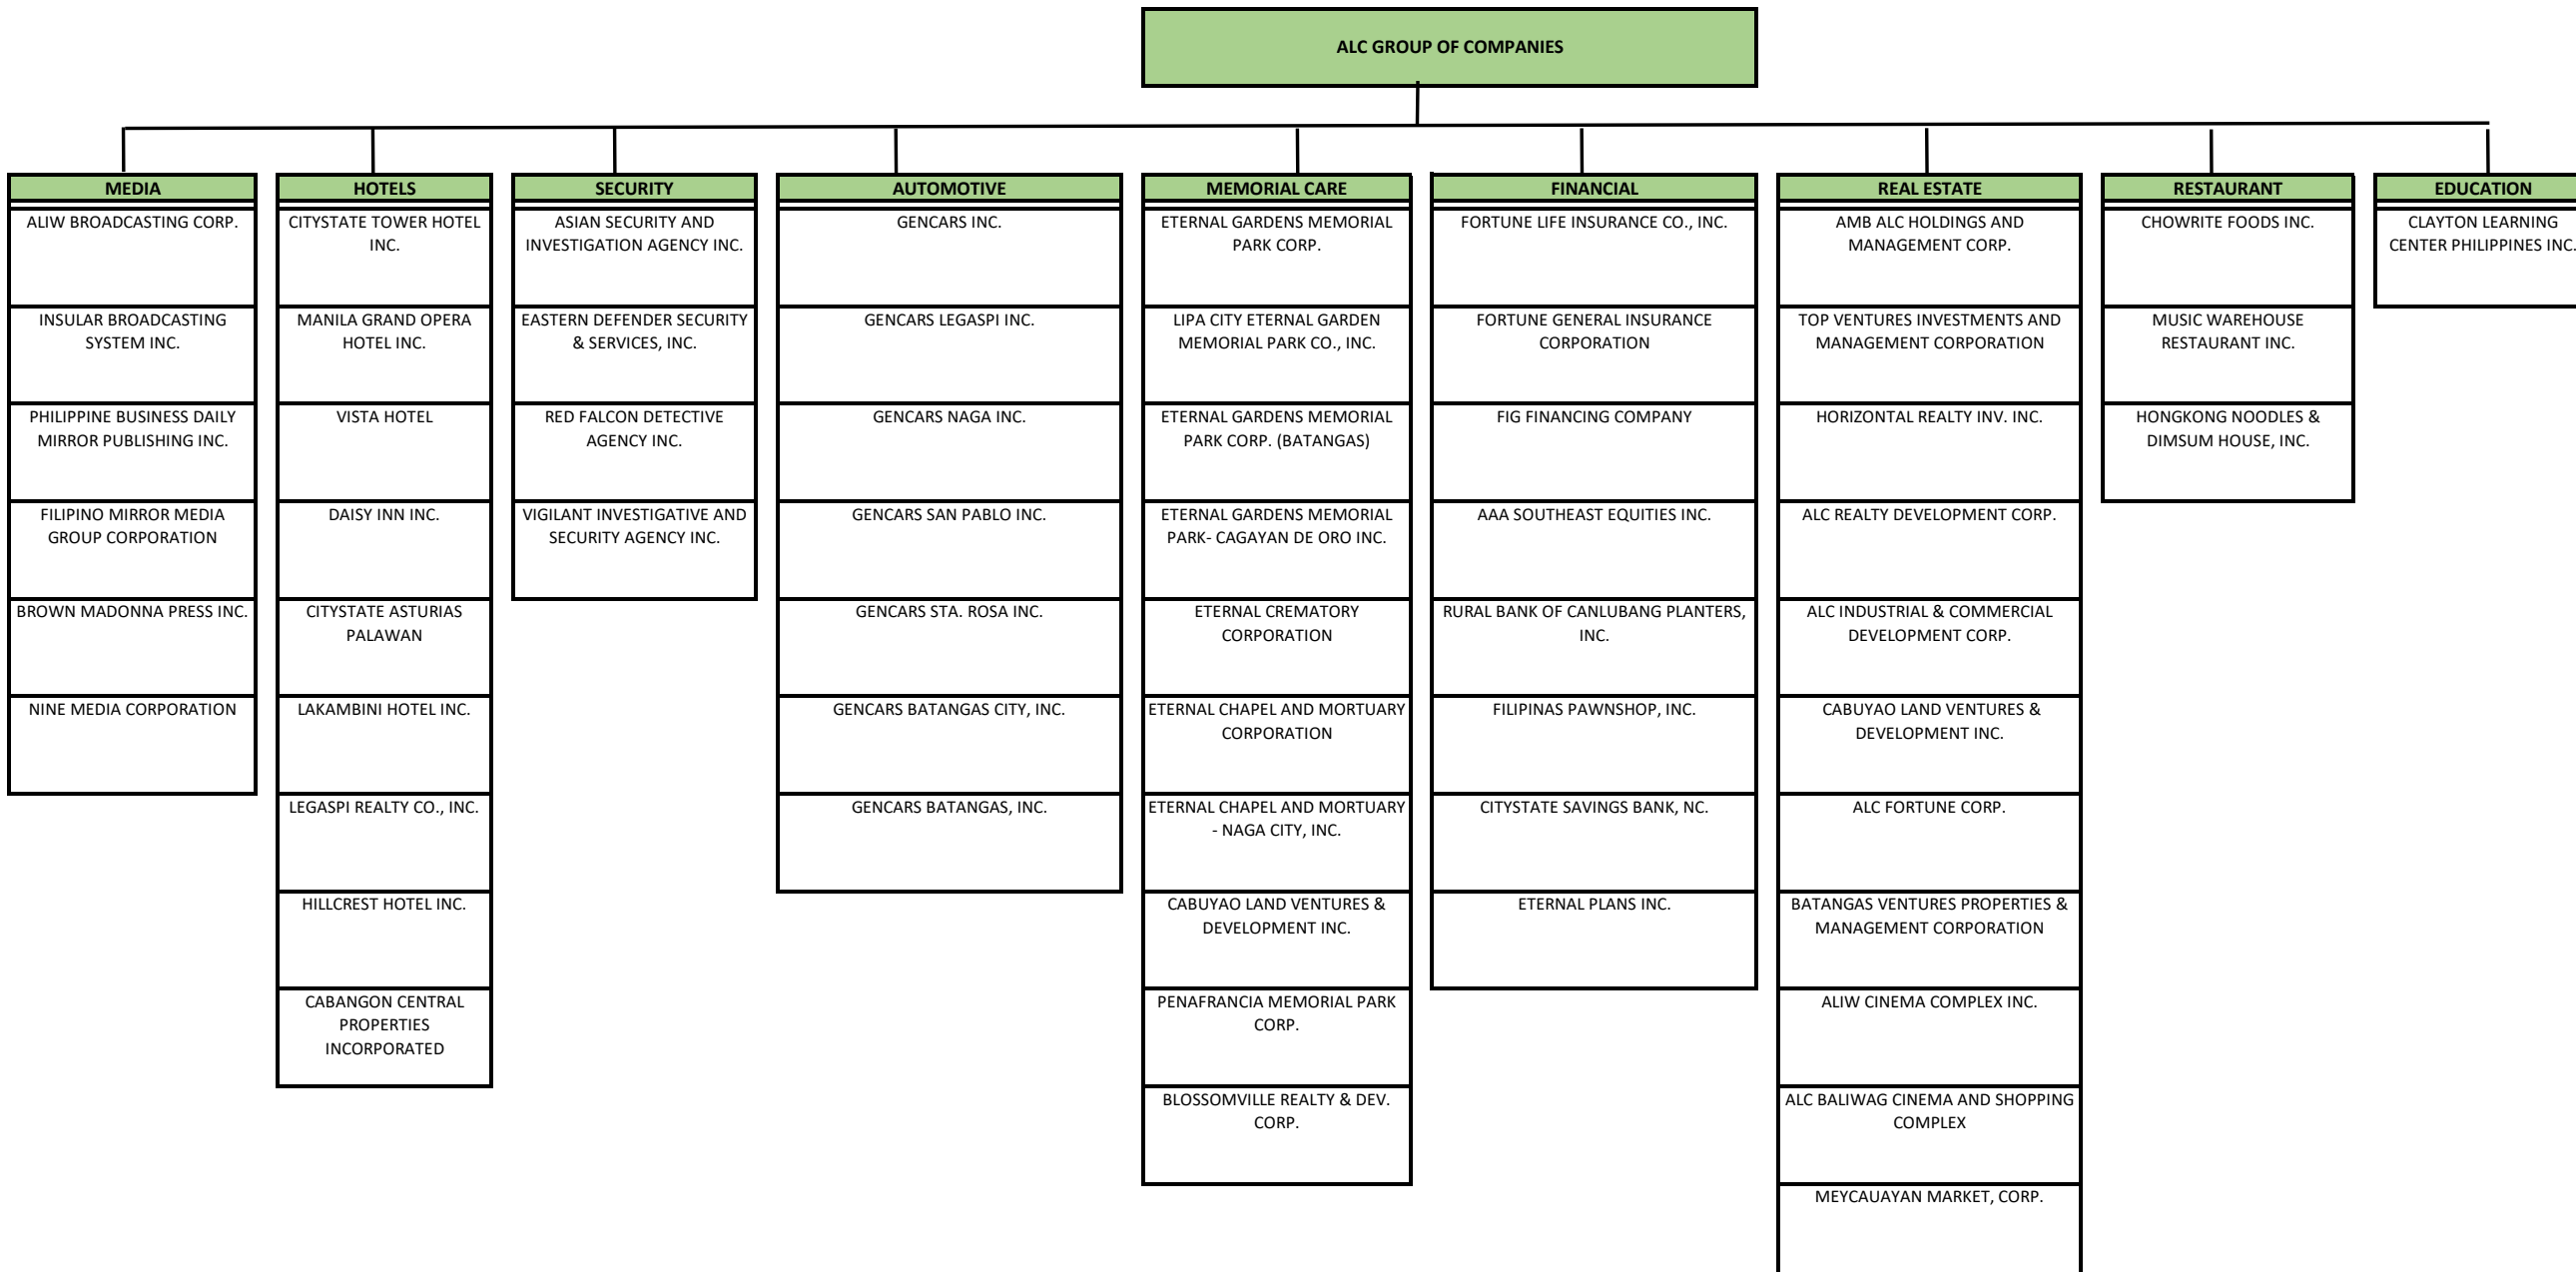 ALC GROUP OF COMPANIES
MEDIA
ALIW BROADCASTING CORP.
INSULAR BROADCASTING
SYSTEM INC.
PHILIPPINE BUSINESS DAILY
MIRROR PUBLISHING INC.
FILIPINO MIRROR MEDIA
GROUP CORPORATION
BROWN MADONNA PRESS INC.
NINE MEDIA CORPORATION
HOTELS
CITYSTATE TOWER HOTEL
INC.
MANILA GRAND OPERA
HOTEL INC.
VISTA HOTEL
DAISY INN INC.
CITYSTATE ASTURIAS
PALAWAN
LAKAMBINI HOTEL INC.
LEGASPI REALTY CO., INC.
HILLCREST HOTEL INC.
CABANGON CENTRAL
PROPERTIES
INCORPORATED
SECURITY
ASIAN SECURITY AND
INVESTIGATION AGENCY INC.
EASTERN DEFENDER SECURITY
& SERVICES, INC.
RED FALCON DETECTIVE
AGENCY INC.
VIGILANT INVESTIGATIVE AND
SECURITY AGENCY INC.
AUTOMOTIVE
GENCARS INC.
GENCARS LEGASPI INC.
GENCARS NAGA INC.
GENCARS SAN PABLO INC.
GENCARS STA. ROSA INC.
GENCARS BATANGAS CITY, INC.
GENCARS BATANGAS, INC.
MEMORIAL CARE
ETERNAL GARDENS MEMORIAL
PARK CORP.
LIPA CITY ETERNAL GARDEN
MEMORIAL PARK CO., INC.
ETERNAL GARDENS MEMORIAL
PARK CORP. (BATANGAS)
ETERNAL GARDENS MEMORIAL
PARK- CAGAYAN DE ORO INC.
ETERNAL CREMATORY
CORPORATION
ETERNAL CHAPEL AND MORTUARY
CORPORATION
ETERNAL CHAPEL AND MORTUARY
- NAGA CITY, INC.
CABUYAO LAND VENTURES &
DEVELOPMENT INC.
PENAFRANCIA MEMORIAL PARK
CORP.
BLOSSOMVILLE REALTY & DEV.
CORP.
FINANCIAL
FORTUNE LIFE INSURANCE CO., INC.
FORTUNE GENERAL INSURANCE
CORPORATION
FIG FINANCING COMPANY
AAA SOUTHEAST EQUITIES INC.
RURAL BANK OF CANLUBANG PLANTERS,
INC.
FILIPINAS PAWNSHOP, INC.
CITYSTATE SAVINGS BANK, NC.
ETERNAL PLANS INC.
REAL ESTATE
AMB ALC HOLDINGS AND
MANAGEMENT CORP.
TOP VENTURES INVESTMENTS AND
MANAGEMENT CORPORATION
HORIZONTAL REALTY INV. INC.
ALC REALTY DEVELOPMENT CORP.
ALC INDUSTRIAL & COMMERCIAL
DEVELOPMENT CORP.
CABUYAO LAND VENTURES &
DEVELOPMENT INC.
ALC FORTUNE CORP.
BATANGAS VENTURES PROPERTIES &
MANAGEMENT CORPORATION
ALIW CINEMA COMPLEX INC.
ALC BALIWAG CINEMA AND SHOPPING
COMPLEX
MEYCAUAYAN MARKET, CORP.
RESTAURANT
CHOWRITE FOODS INC.
MUSIC WAREHOUSE
RESTAURANT INC.
HONGKONG NOODLES &
DIMSUM HOUSE, INC.
EDUCATION
CLAYTON LEARNING
CENTER PHILIPPINES INC.